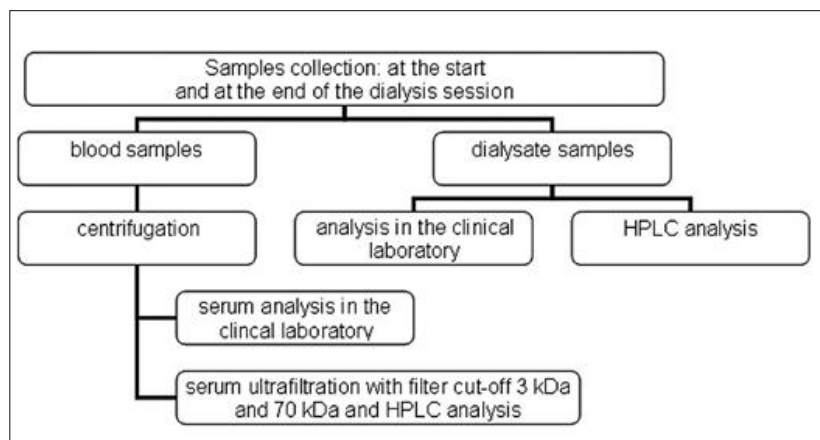 Samples collection: at the start
and at the end of the dialysis session
blood samples
dialysate samples
centrifugation
analysis in the clinical
laboratory
HPLC analysis
serum analysis in the
clincal laboratory
serum ultrafiltration with filter cut-off 3 kDa
and 70 kDa and HPLC analysis